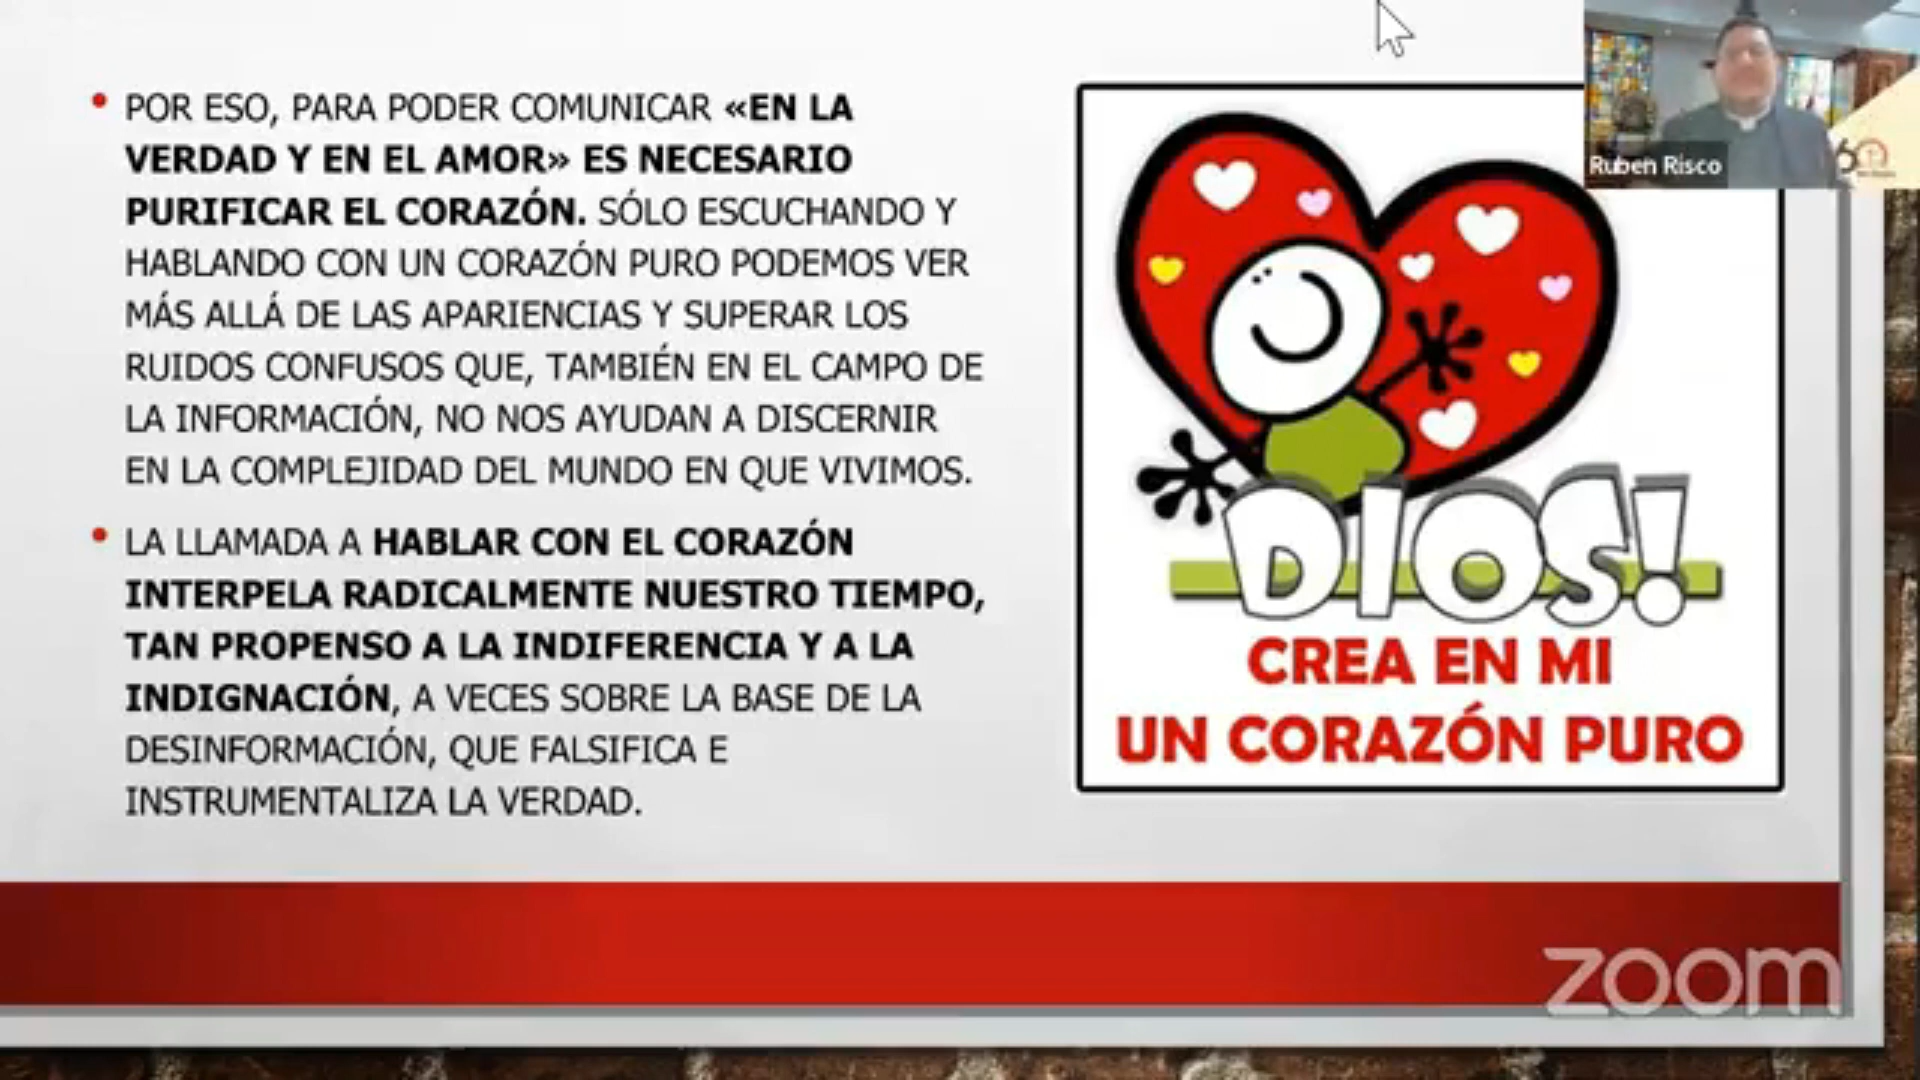 POR ESO, PARA PODER COMUNICAR «EN LA
VERDAD Y EN EL AMOR» ES NECESARIO
PURIFICAR EL CORAZÓN. SÓLO ESCUCHANDO Y
HABLANDO CON UN CORAZÓN PURO PODEMOS VER
MÁS ALLÁ DE LAS APARIENCIAS Y SUPERAR LOS
RUIDOS CONFUSOS QUE, TAMBIÉN EN EL CAMPO DE
LA INFORMACIÓN, NO NOS AYUDAN A DISCERNIR
EN LA COMPLEJIDAD DEL MUNDO EN QUE VIVIMOS.
LA LLAMADA A HABLAR CON EL CORAZÓN
INTERPELA RADICALMENTE NUESTRO TIEMPO,
TAN PROPENSO A LA INDIFERENCIA Y A LA
INDIGNACIÓN, A VECES SOBRE LA BASE DE LA
DESINFORMACIÓN, QUE FALSIFICA E
INSTRUMENTALIZA LA VERDAD.
Ruben Risco
DIOS!
CREA EN MI
UN CORAZÓN PURO
zoom